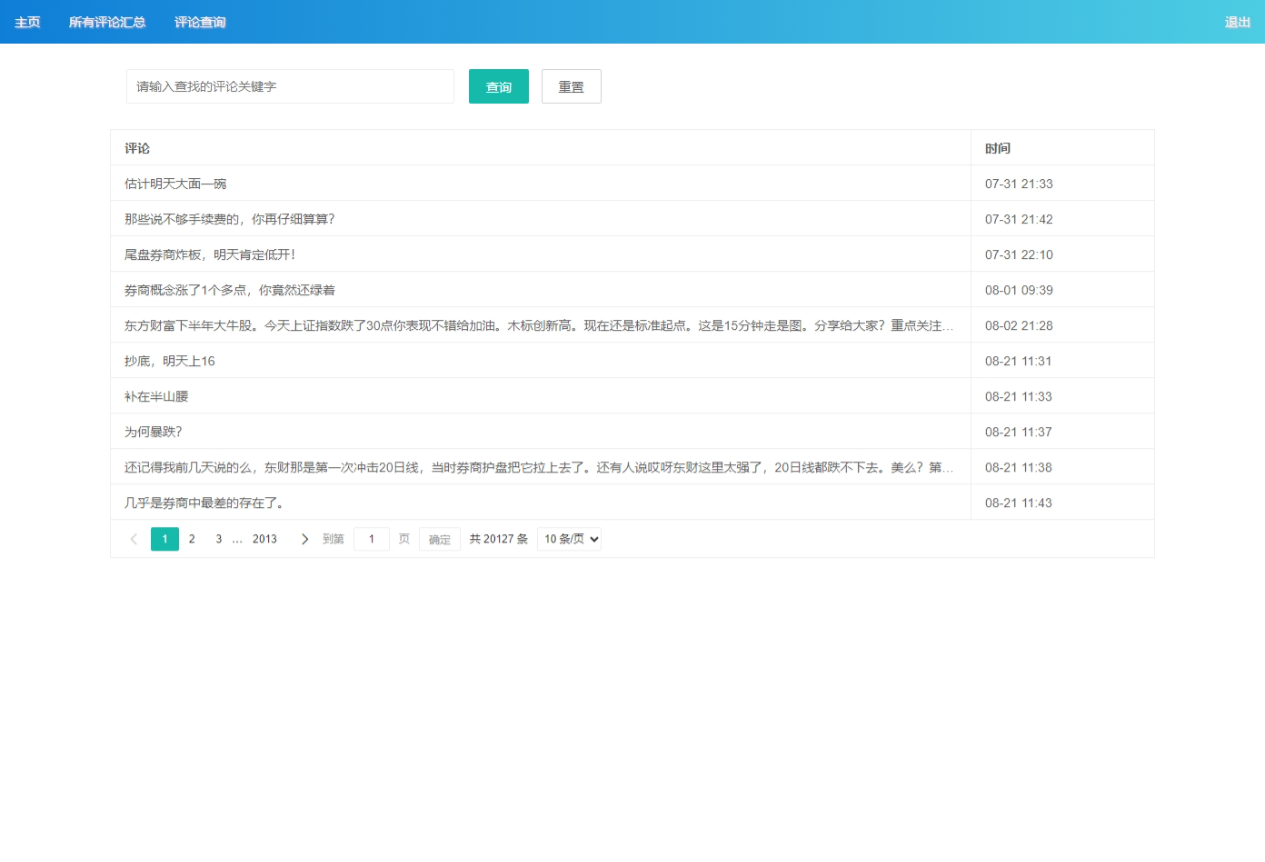 主页 所有评论汇总 评论查询 退出
请输入查找的评论关键字 查询 重置
评论 时间
估计明天大面一碗 07-31 21:33
那些说不够手续费的，你再仔细算算？ 07-31 21:42
尾盘券商炸板，明天肯定低开！ 07-31 22:10
券商概念涨了1个多点，你竟然还绿着 08-01 09:39
东方财富下半年大牛股。今天上证指数跌了30点你表现不错给加油。木标创新高。现在还是标准起点。这是15分钟走是图。分享给大家？重点关注... 08-02 21:28
抄底，明天上16 08-21 11:31
补在半山腰 08-21 11:33
为何暴跌？ 08-21 11:37
还记得我前几天说的么，东财那是第一次冲击20日线，当时券商护盘把它拉上去了。还有人说哎呀东财这里太强了，20日线都跌不下去。美么？第... 08-21 11:38
几乎是券商中最差的存在了。 08-21 11:43
1 2 3 ... 2013 到第 1 页 确定 共 20127 条 10 条/页